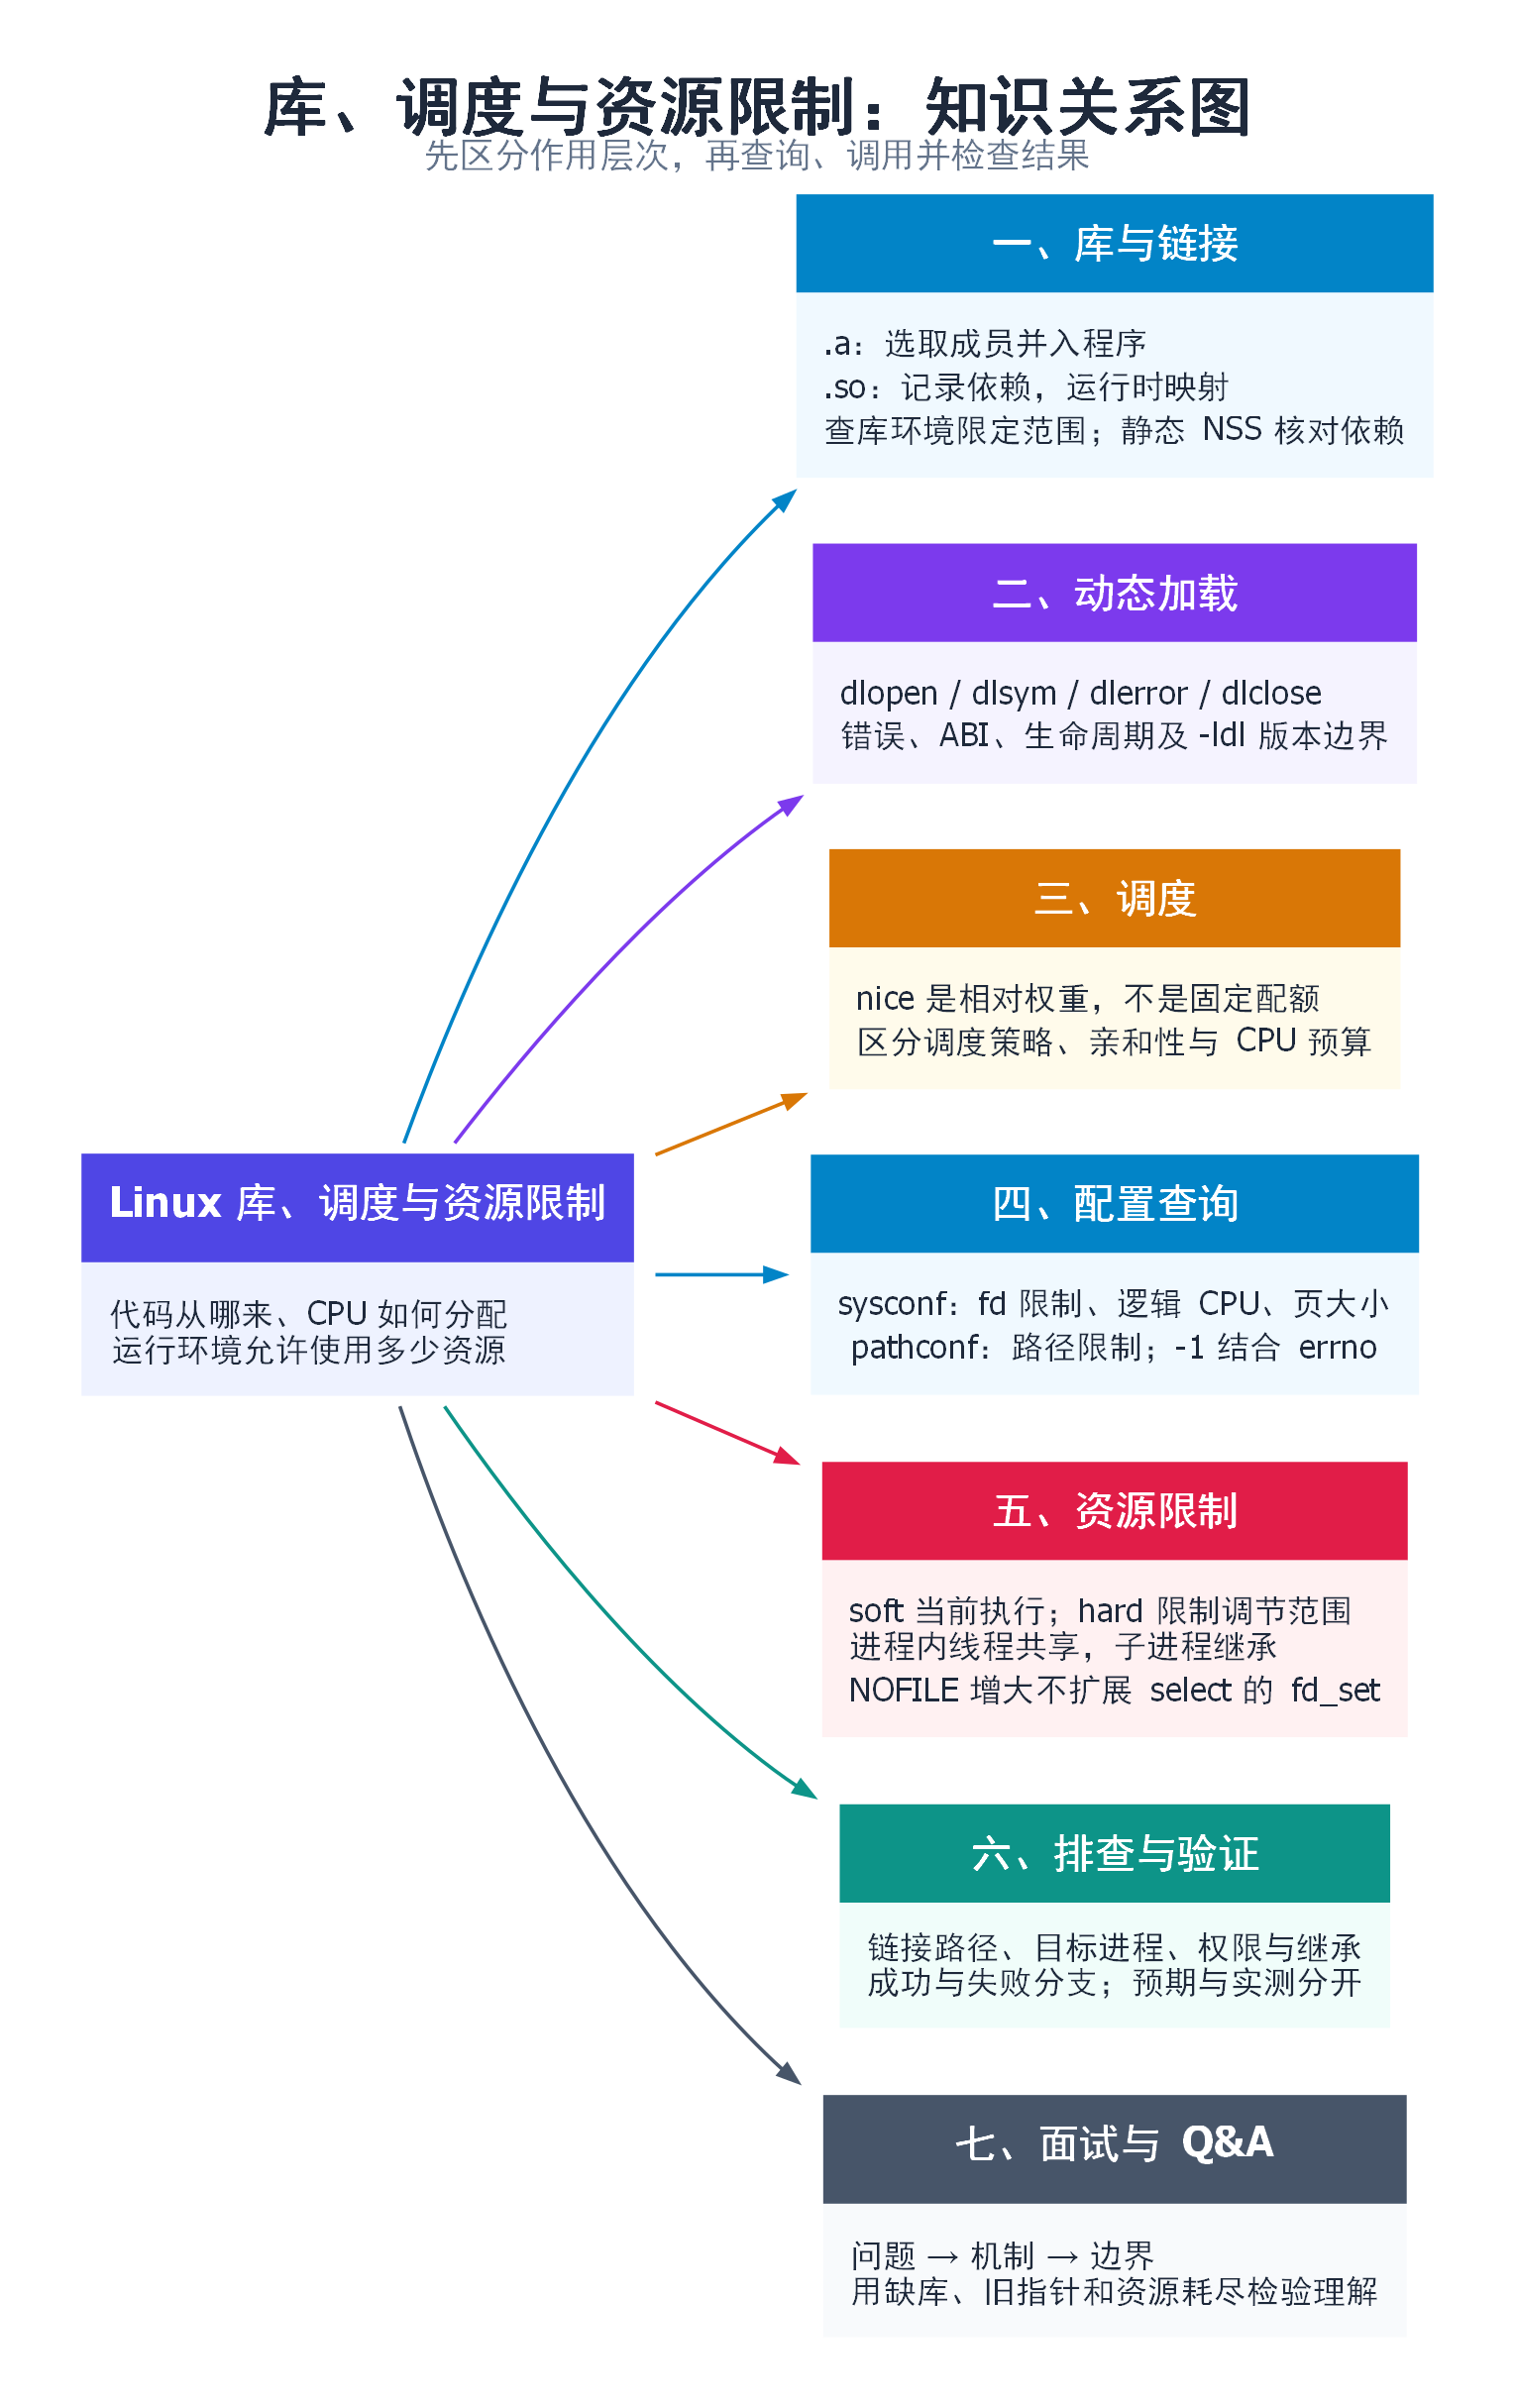 库、调度与资源限制：知识关系图
先区分作用层次，再查询、调用并检查结果
一、库与链接
.a：选取成员并入程序
.so：记录依赖，运行时映射
查库环境限定范围；静态 NSS 核对依赖
二、动态加载
dlopen / dlsym / dlerror / dlclose
错误、ABI、生命周期及 -ldl 版本边界
三、调度
nice 是相对权重，不是固定配额
区分调度策略、亲和性与 CPU 预算
Linux 库、调度与资源限制
代码从哪来、CPU 如何分配
运行环境允许使用多少资源
四、配置查询
sysconf：fd 限制、逻辑 CPU、页大小
pathconf：路径限制；-1 结合 errno
五、资源限制
soft 当前执行；hard 限制调节范围
进程内线程共享，子进程继承
NOFILE 增大不扩展 select 的 fd_set
六、排查与验证
链接路径、目标进程、权限与继承
成功与失败分支；预期与实测分开
七、面试与 Q&A
问题 → 机制 → 边界
用缺库、旧指针和资源耗尽检验理解